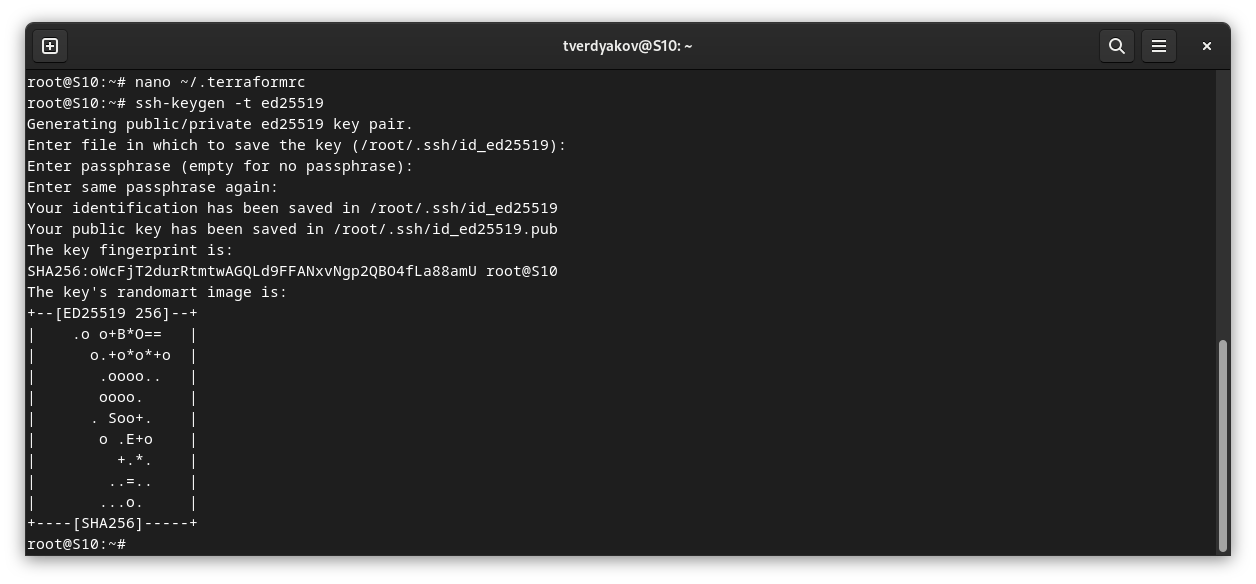 tverdyakov@S10: ~
root@S10:~# nano ~/.terraformrc
root@S10:~# ssh-keygen -t ed25519
Generating public/private ed25519 key pair.
Enter file in which to save the key (/root/.ssh/id_ed25519):
Enter passphrase (empty for no passphrase):
Enter same passphrase again:
Your identification has been saved in /root/.ssh/id_ed25519
Your public key has been saved in /root/.ssh/id_ed25519.pub
The key fingerprint is:
SHA256:oWcFjT2durRtmtwAGQLd9FFANxvNgp2QBO4fLa88amU root@S10
The key's randomart image is:
+--[ED25519 256]--+
|    .o o+B*O==   |
|      o.+o*o*+o  |
|       .oooo..   |
|       oooo.     |
|      . Soo+.    |
|       o .E+o    |
|         +.*.    |
|        ..=..    |
|       ...o.     |
+----[SHA256]-----+
root@S10:~#